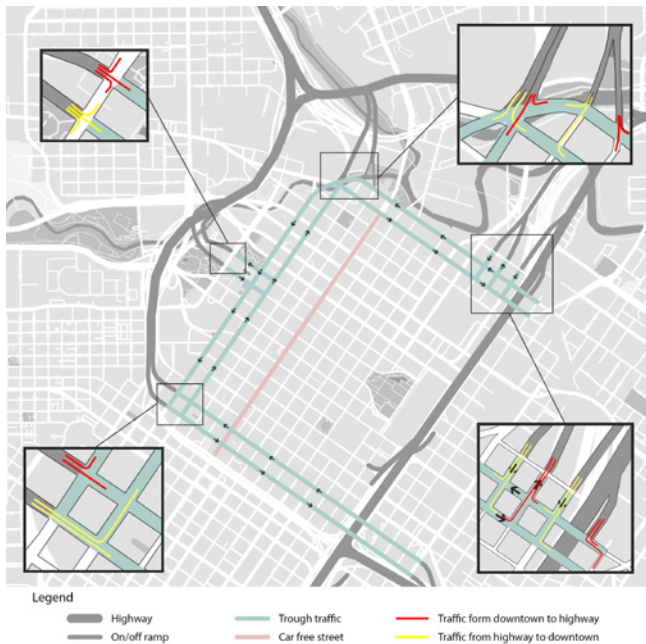 Legend
Highway
Trough traffic
Traffic form downtown to highway
On/off ramp
Car free street
Traffic from highway to downtown